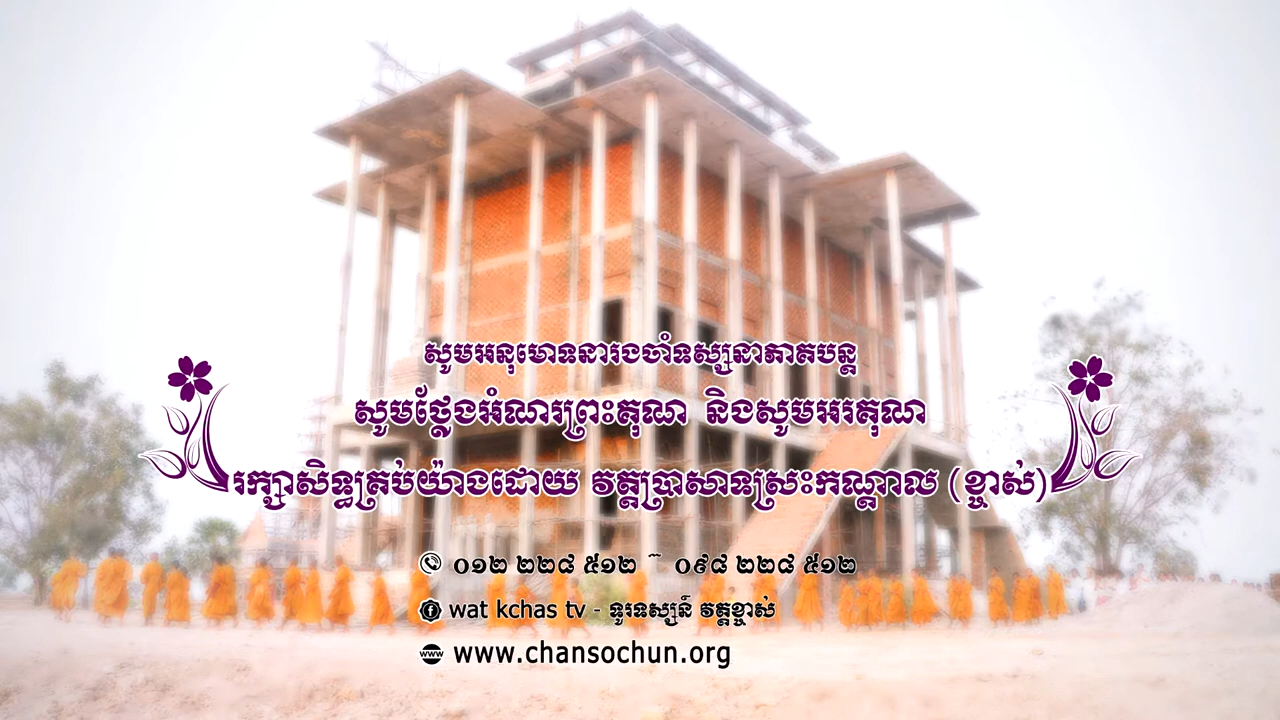 សូមអនុមោទនារងចាំទស្សនាភាគបន្ត
សូមថ្លែងអំណរព្រះគុណ និងសូមអរគុណ
រក្សាសិទ្ធគ្រប់យ៉ាងដោយ វត្តប្រាសាទស្រះកណ្ដាល (ខ្ចាស់)
០១២ ២២៨ ៥១២ ~ ០៩៨ ២២៨ ៥១២
wat kchas tv - ទូរទស្សន៍ វត្តខ្ចាស់
www.chansochun.org